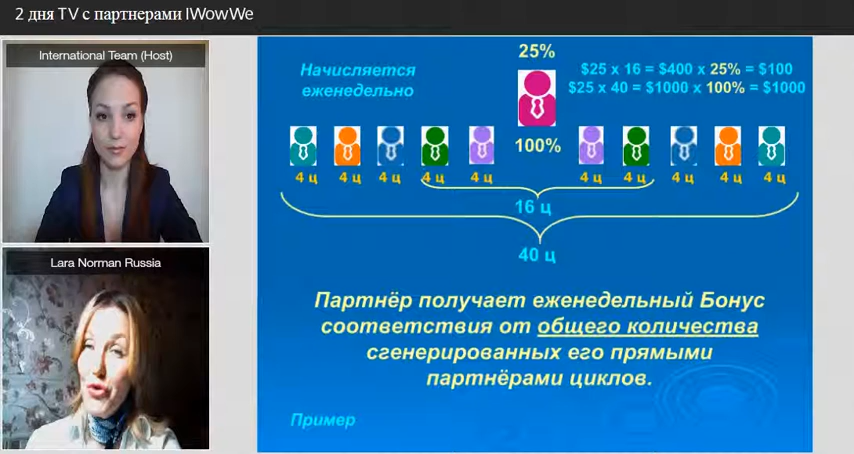 2 дня TV с партнерами IWowWe
International Team (Host)
Lara Norman Russia
Начисляется
еженедельно
25%
$25 x 16 = $400 x 25% = $100
$25 x 40 = $1000 x 100% = $1000
100%
4 ц 4 ц 4 ц 4 ц 4 ц 4 ц 4 ц 4 ц 4 ц 4 ц
16 ц
40 ц
Партнёр получает еженедельный Бонус
соответствия от общего количества
сгенерированных его прямыми
партнёрами циклов.
Пример